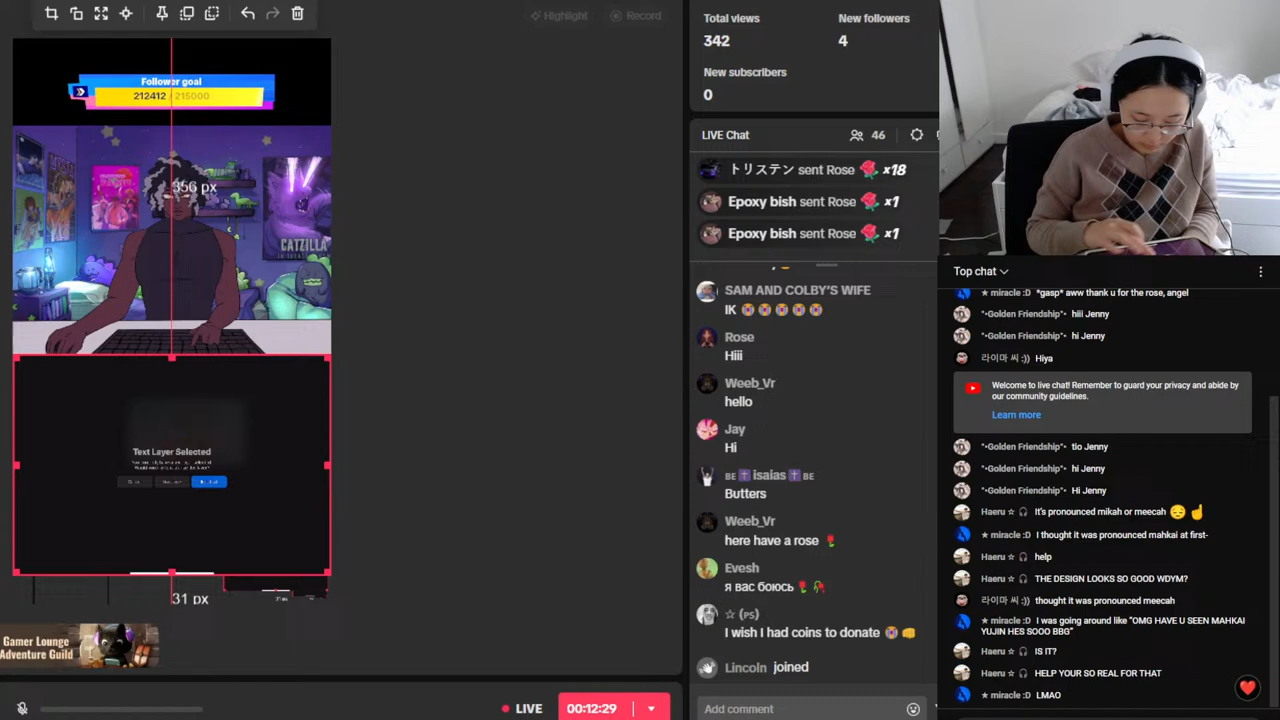 Highlight
Record
Follower goal
212412 / 215000
356 px
CATZILLA
Text Layer Selected
31 px
Gamer Lounge
Adventure Guild
LIVE
00:12:29
Total views
342
New followers
4
New subscribers
0
LIVE Chat
46
トリステン sent Rose 🌹 x18
Epoxy bish sent Rose 🌹 x1
Epoxy bish sent Rose 🌹 x1
SAM AND COLBY'S WIFE
IK 😭😭😭😭😭
Rose
Hiii
Weeb_Vr
hello
Jay
Hi
BE ✝️ isaias ✝️ BE
Butters
Weeb_Vr
here have a rose 🌹
Evesh
я вас боюсь 🌹🥀
☆ (PS)
I wish I had coins to donate 😭👊
Lincoln joined
Add comment
Top chat
★ miracle :D *gasp* aww thank u for the rose, angel
"•Golden Friendship"• hiii Jenny
"•Golden Friendship"• hi Jenny
라이마 씨 :)) Hiya
Welcome to live chat! Remember to guard your privacy and abide by
our community guidelines.
Learn more
"•Golden Friendship"• tio Jenny
"•Golden Friendship"• hi Jenny
"•Golden Friendship"• Hi Jenny
Haeru ☆ 🎧 It's pronounced mikah or meecah 😔☝️
★ miracle :D I thought it was pronounced mahkai at first-
Haeru ☆ 🎧 help
Haeru ☆ 🎧 THE DESIGN LOOKS SO GOOD WDYM?
라이마 씨 :)) thought it was pronounced meecah
★ miracle :D I was going around like "OMG HAVE U SEEN MAHKAI
YUJIN HES SOOO BBG"
Haeru ☆ 🎧 IS IT?
Haeru ☆ 🎧 HELP YOUR SO REAL FOR THAT
★ miracle :D LMAO